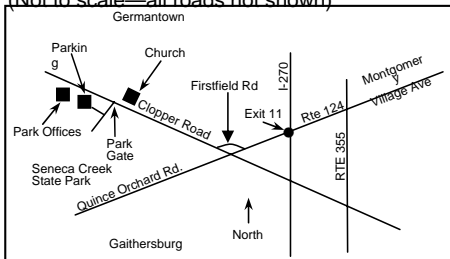 (Not to scale—all roads not shown)
Germantown
Parkin
g
Church
Firstfield Rd
I-270
Montgomer
y
Village Ave
Exit 11
Rte 124
Clopper Road
Park Offices
Park
Gate
RTE 355
Seneca Creek
State Park
Quince Orchard Rd.
North
Gaithersburg